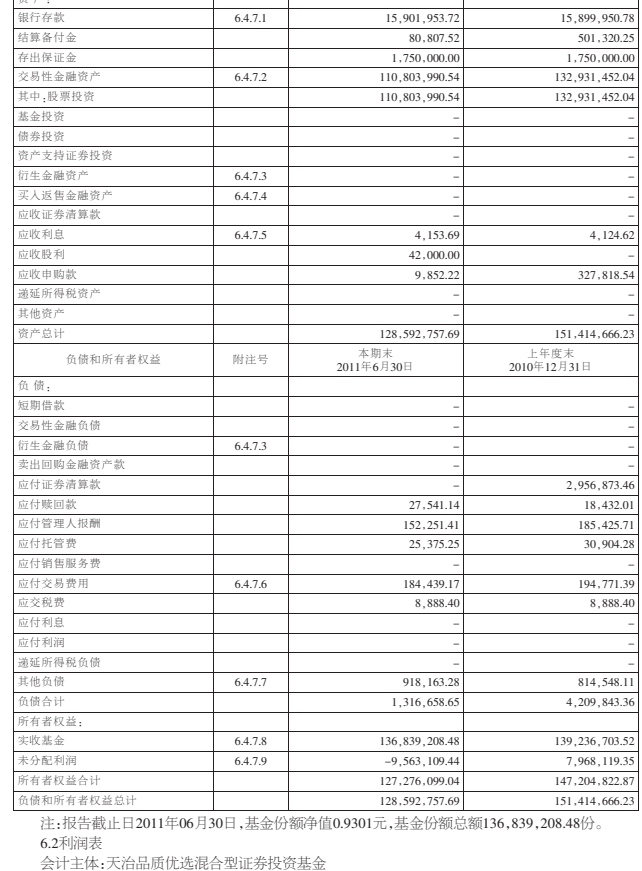 资 产：
银行存款 6.4.7.1 15,901,953.72 15,899,950.78
结算备付金 80,807.52 501,320.25
存出保证金 1,750,000.00 1,750,000.00
交易性金融资产 6.4.7.2 110,803,990.54 132,931,452.04
其中：股票投资 110,803,990.54 132,931,452.04
基金投资 – –
债券投资 – –
资产支持证券投资 – –
衍生金融资产 6.4.7.3 – –
买入返售金融资产 6.4.7.4 – –
应收证券清算款 – –
应收利息 6.4.7.5 4,153.69 4,124.62
应收股利 42,000.00 –
应收申购款 9,852.22 327,818.54
递延所得税资产 – –
其他资产 – –
资产总计 128,592,757.69 151,414,666.23
负债和所有者权益 附注号 本期末 2011年6月30日 上年度末 2010年12月31日
负 债：
短期借款 – –
交易性金融负债 – –
衍生金融负债 6.4.7.3 – –
卖出回购金融资产款 – –
应付证券清算款 – 2,956,873.46
应付赎回款 27,541.14 18,432.01
应付管理人报酬 152,251.41 185,425.71
应付托管费 25,375.25 30,904.28
应付销售服务费 – –
应付交易费用 6.4.7.6 184,439.17 194,771.39
应交税费 8,888.40 8,888.40
应付利息 – –
应付利润 – –
递延所得税负债 – –
其他负债 6.4.7.7 918,163.28 814,548.11
负债合计 1,316,658.65 4,209,843.36
所有者权益：
实收基金 6.4.7.8 136,839,208.48 139,236,703.52
未分配利润 6.4.7.9 –9,563,109.44 7,968,119.35
所有者权益合计 127,276,099.04 147,204,822.87
负债和所有者权益总计 128,592,757.69 151,414,666.23
注：报告截止日2011年06月30日，基金份额净值0.9301元，基金份额总额136,839,208.48份。
6.2利润表
会计主体：天治品质优选混合型证券投资基金